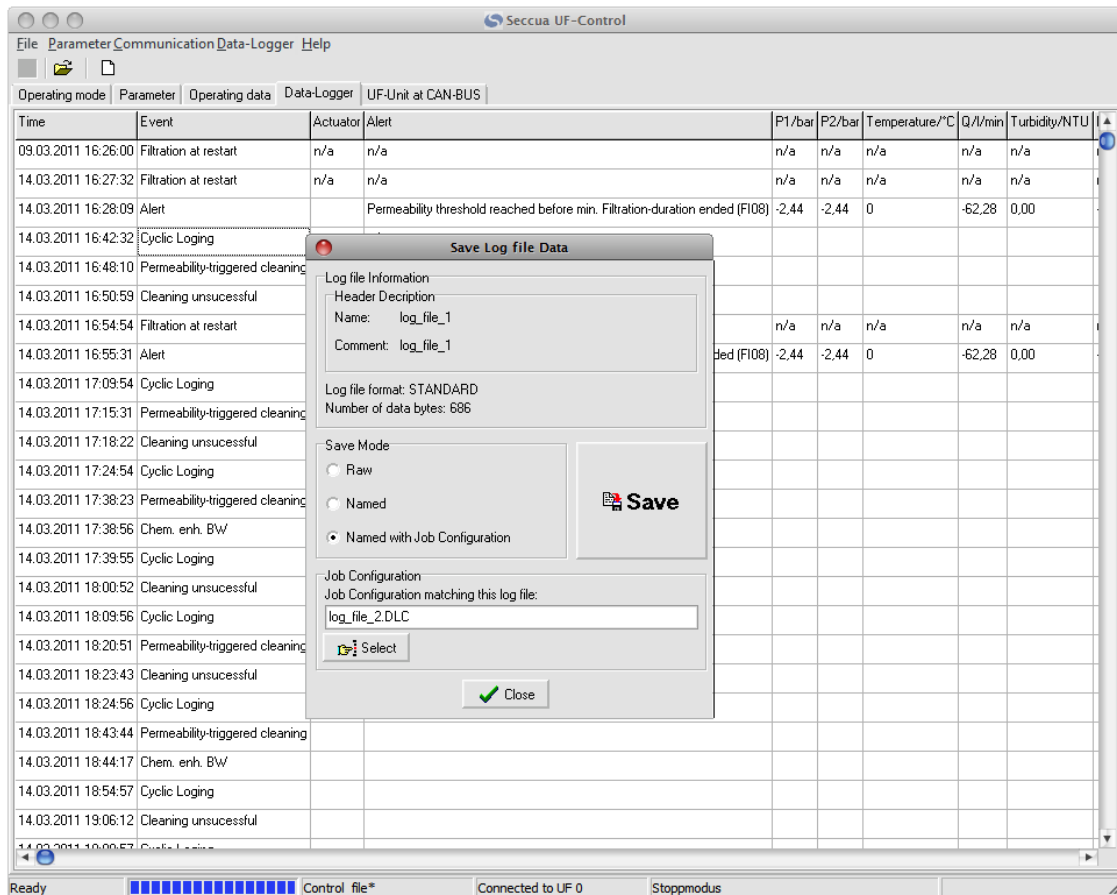 Seccua UF-Control
File Parameter Communication Data-Logger Help
Operating mode Parameter Operating data Data-Logger UF-Unit at CAN-BUS
Time Event Actuator Alert P1/bar P2/bar Temperature/°C Q/l/min Turbidity/NTU
09.03.2011 16:26:00 Filtration at restart n/a n/a n/a n/a n/a n/a n/a
14.03.2011 16:27:32 Filtration at restart n/a n/a n/a n/a n/a n/a n/a
14.03.2011 16:28:09 Alert Permeability threshold reached before min. Filtration-duration ended (FI08) -2,44 -2,44 0 -62,28 0,00
14.03.2011 16:42:32 Cyclic Loging
14.03.2011 16:48:10 Permeability-triggered cleaning
14.03.2011 16:50:59 Cleaning unsucessful
14.03.2011 16:54:54 Filtration at restart n/a n/a n/a n/a n/a
14.03.2011 16:55:31 Alert ded (FI08) -2,44 -2,44 0 -62,28 0,00
14.03.2011 17:09:54 Cyclic Loging
14.03.2011 17:15:31 Permeability-triggered cleaning
14.03.2011 17:18:22 Cleaning unsucessful
14.03.2011 17:24:54 Cyclic Loging
14.03.2011 17:38:23 Permeability-triggered cleaning
14.03.2011 17:38:56 Chem. enh. BW
14.03.2011 17:39:55 Cyclic Loging
14.03.2011 18:00:52 Cleaning unsucessful
14.03.2011 18:09:56 Cyclic Loging
14.03.2011 18:20:51 Permeability-triggered cleaning
14.03.2011 18:23:43 Cleaning unsucessful
14.03.2011 18:24:56 Cyclic Loging
14.03.2011 18:43:44 Permeability-triggered cleaning
14.03.2011 18:44:17 Chem. enh. BW
14.03.2011 18:54:57 Cyclic Loging
14.03.2011 19:06:12 Cleaning unsucessful
Save Log file Data
Log file Information
Header Decription
Name: log_file_1
Comment: log_file_1
Log file format: STANDARD
Number of data bytes: 686
Save Mode
Raw
Named
Named with Job Configuration
Save
Job Configuration
Job Configuration matching this log file:
log_file_2.DLC
Select
Close
Ready Control file* Connected to UF 0 Stoppmodus